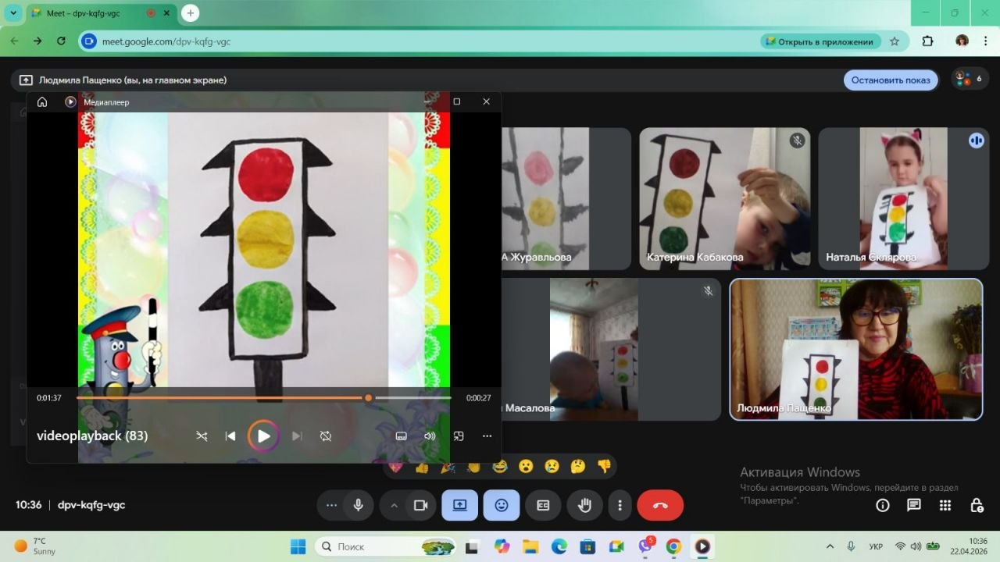 Meet – dpv-kqfg-vgc
meet.google.com/dpv-kqfg-vgc
Открыть в приложении
Людмила Пащенко (вы, на главном экране)
Остановить показ
6
Медиаплеер
А Журавльова
Катерина Кабакова
Наталья Склярова
Масалова
Людмила Пащенко
0:01:37
0:00:27
videoplayback (83)
Активация Windows
Чтобы активировать Windows, перейдите в раздел
"Параметры".
10:36
dpv-kqfg-vgc
7°C
Sunny
Поиск
5
УКР
10:36
22.04.2026